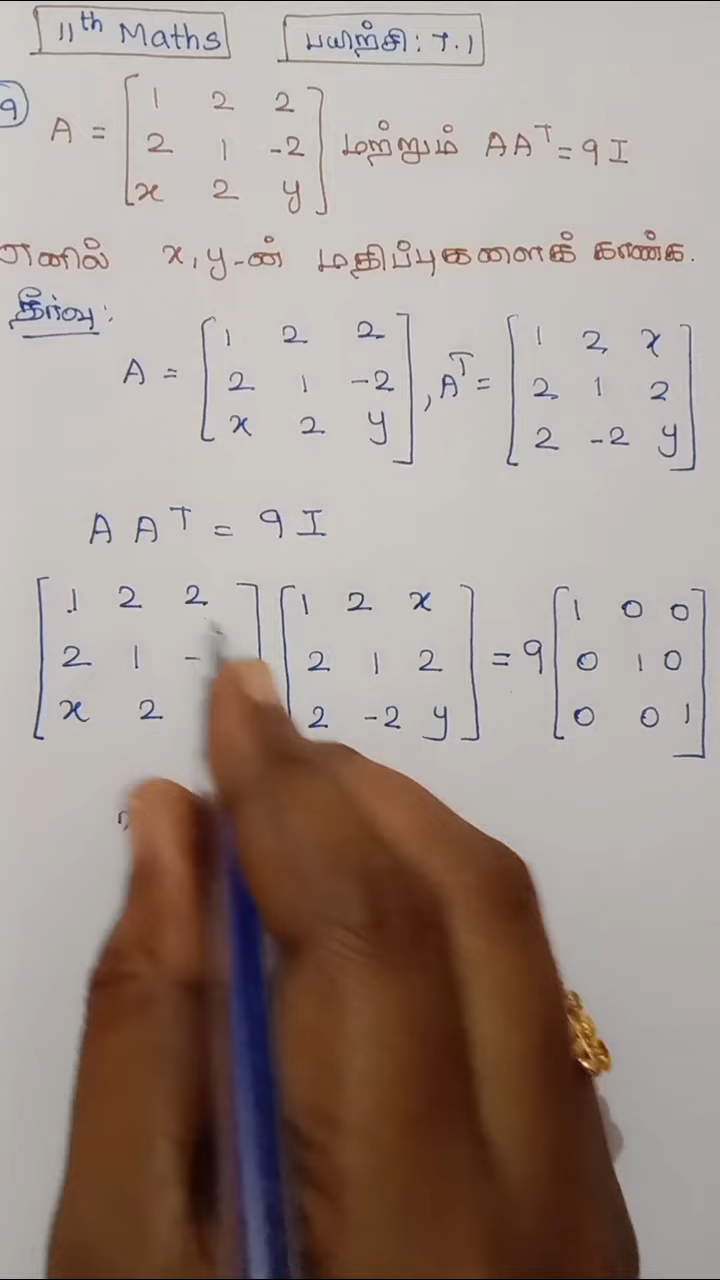 11th Maths பயிற்சி: 7.1
9 A = [1 2 2
2 1 -2
x 2 y] மற்றும் AAᵀ = 9I
எனில் x, y-ன் மதிப்புகளைக் காண்க.
தீர்வு:
A = [1 2 2
2 1 -2
x 2 y], Aᵀ = [1 2 x
2 1 2
2 -2 y]
A Aᵀ = 9I
[1 2 2 [1 2 x [1 0 0
2 1 - 2 1 2 = 9 0 1 0
x 2 2 -2 y] 0 0 1]